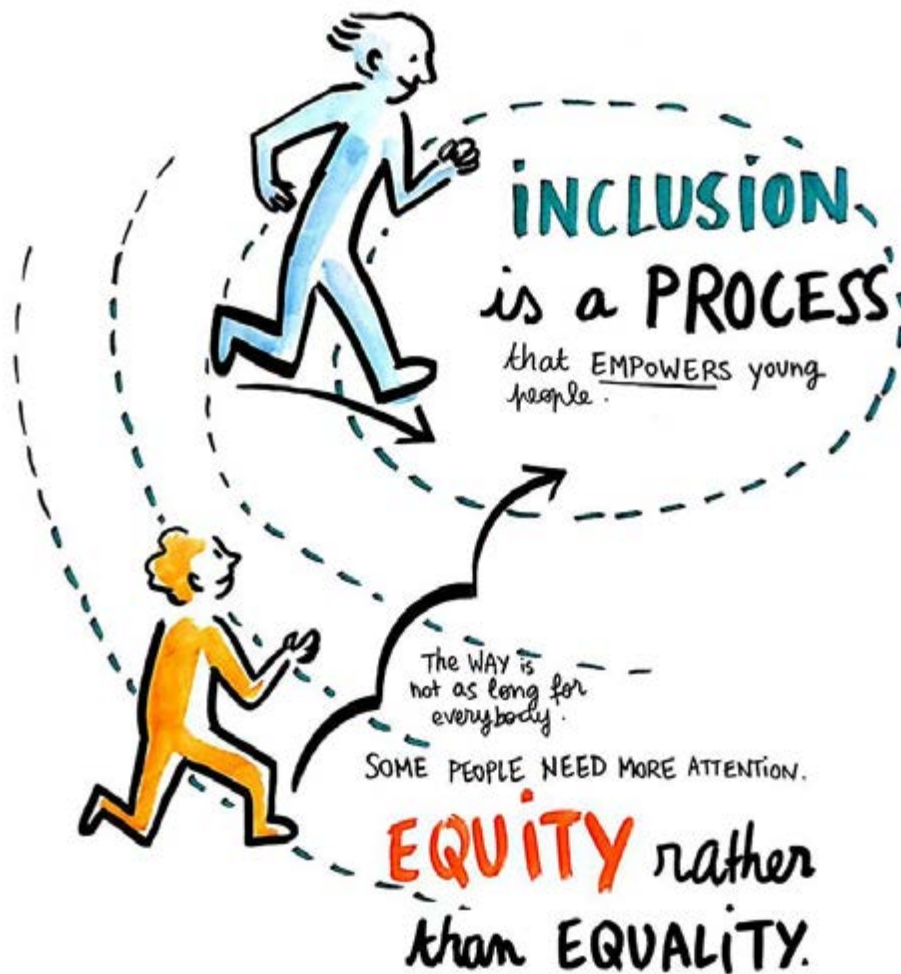 iNCLUSiON
is a PROCESS
that EMPOWERS young
people.
The WAY is
not as long for
everybody.
SOME PEOPLE NEED MORE ATTENTION.
EQUiTY rather
than EQUALiTY.